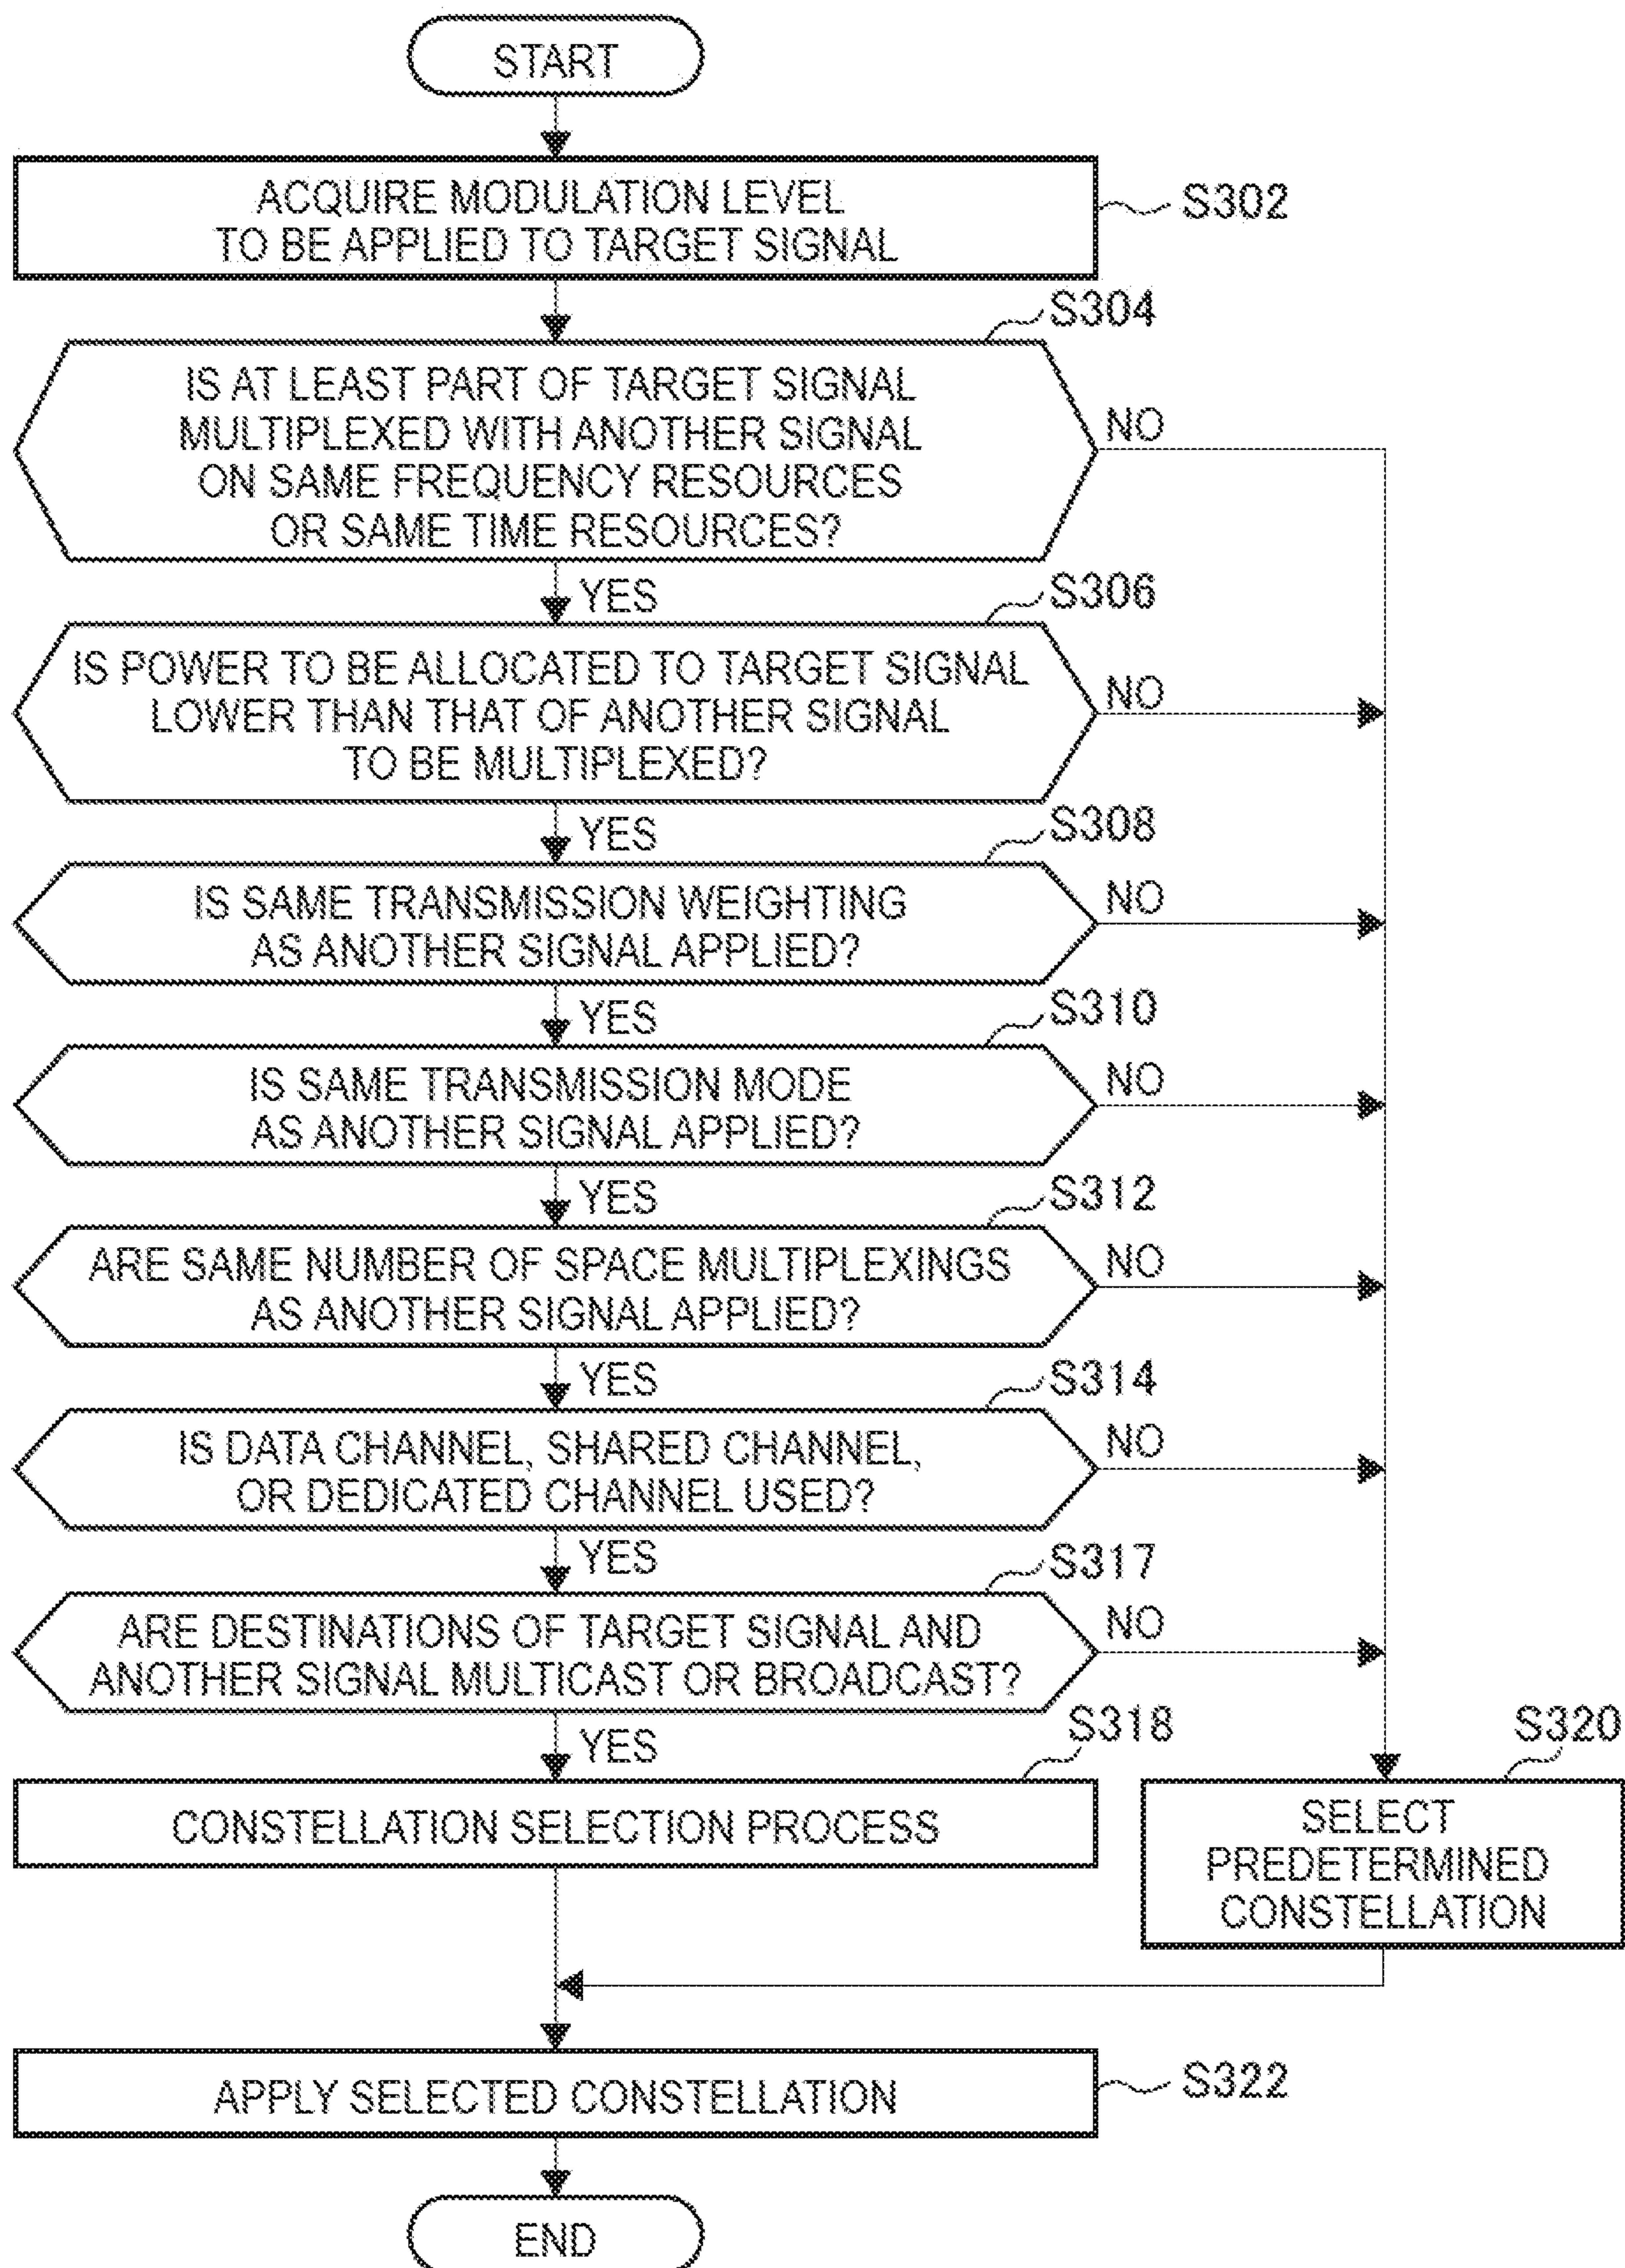 START
ACQUIRE MODULATION LEVEL
TO BE APPLIED TO TARGET SIGNAL
S302
S304
IS AT LEAST PART OF TARGET SIGNAL
MULTIPLEXED WITH ANOTHER SIGNAL
ON SAME FREQUENCY RESOURCES
OR SAME TIME RESOURCES?
NO
YES
S306
IS POWER TO BE ALLOCATED TO TARGET SIGNAL
LOWER THAN THAT OF ANOTHER SIGNAL
TO BE MULTIPLEXED?
NO
YES
S308
IS SAME TRANSMISSION WEIGHTING
AS ANOTHER SIGNAL APPLIED?
NO
YES
S310
IS SAME TRANSMISSION MODE
AS ANOTHER SIGNAL APPLIED?
NO
YES
S312
ARE SAME NUMBER OF SPACE MULTIPLEXINGS
AS ANOTHER SIGNAL APPLIED?
NO
YES
S314
IS DATA CHANNEL, SHARED CHANNEL,
OR DEDICATED CHANNEL USED?
NO
YES
S317
ARE DESTINATIONS OF TARGET SIGNAL AND
ANOTHER SIGNAL MULTICAST OR BROADCAST?
NO
YES
S318
CONSTELLATION SELECTION PROCESS
S320
SELECT
PREDETERMINED
CONSTELLATION
APPLY SELECTED CONSTELLATION
S322
END